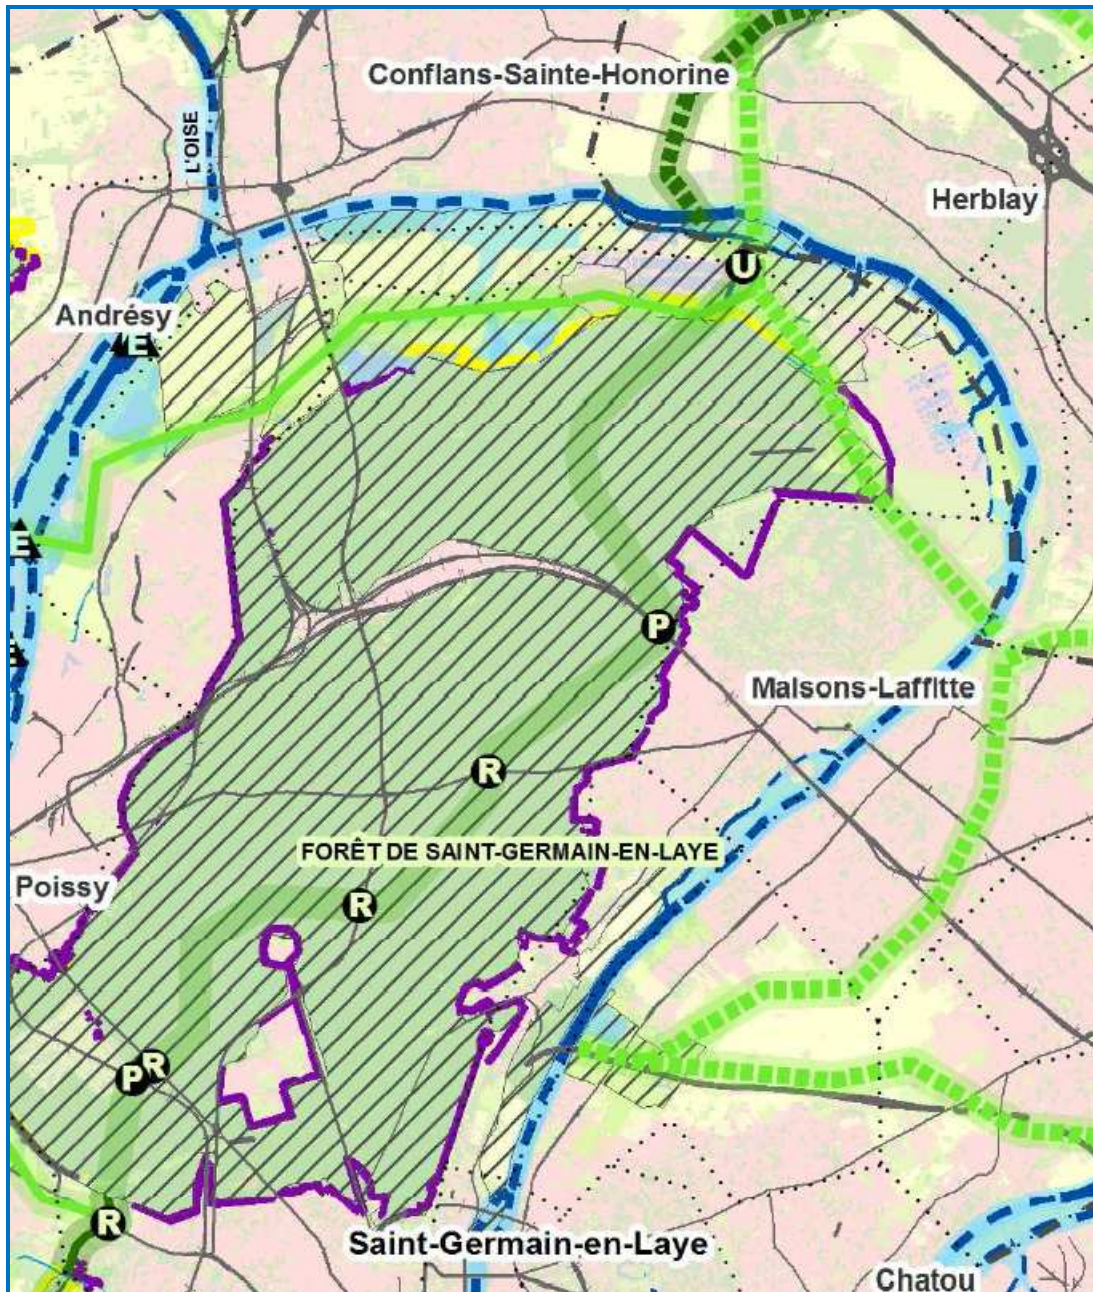 Conflans-Sainte-Honorine
L'OISE
Herblay
U
Andrésy
E
E
P
E
Maisons-Laffitte
R
FORÊT DE SAINT-GERMAIN-EN-LAYE
Poissy
R
P
R
R
Saint-Germain-en-Laye
Chatou